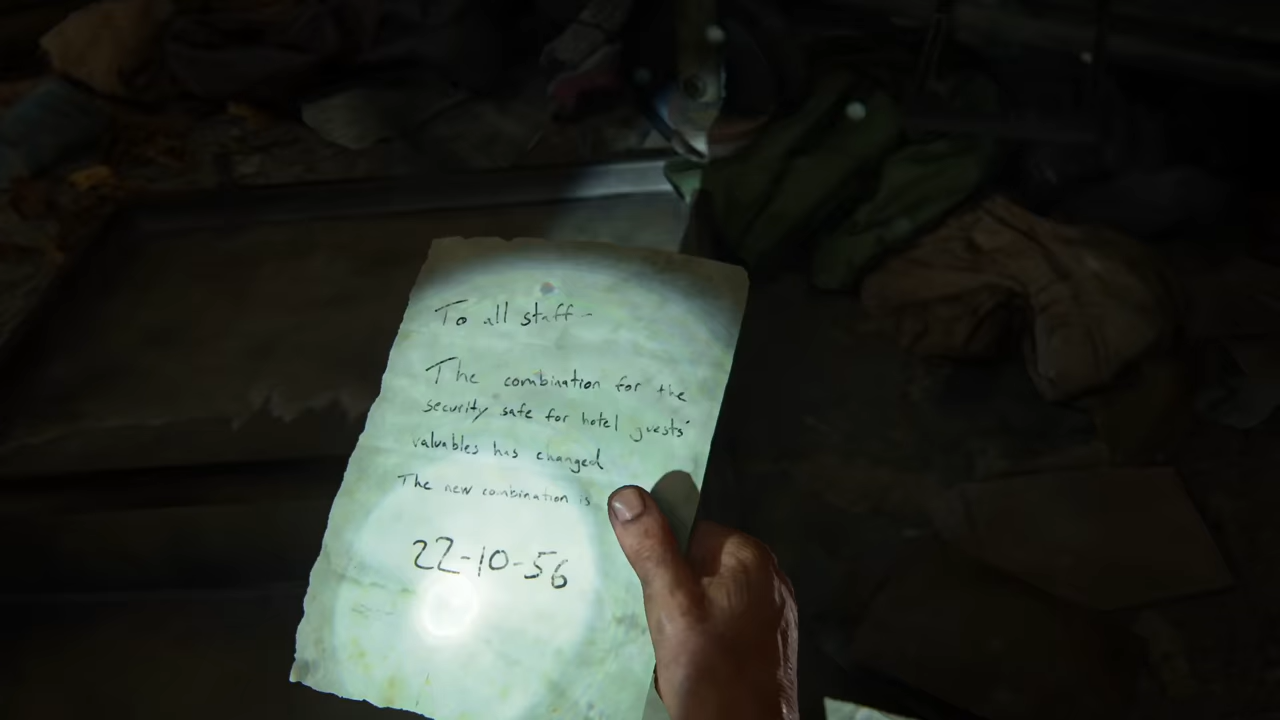 To all staff-
The combination for the
security safe for hotel guests'
valuables has changed
The new combination is
22-10-56